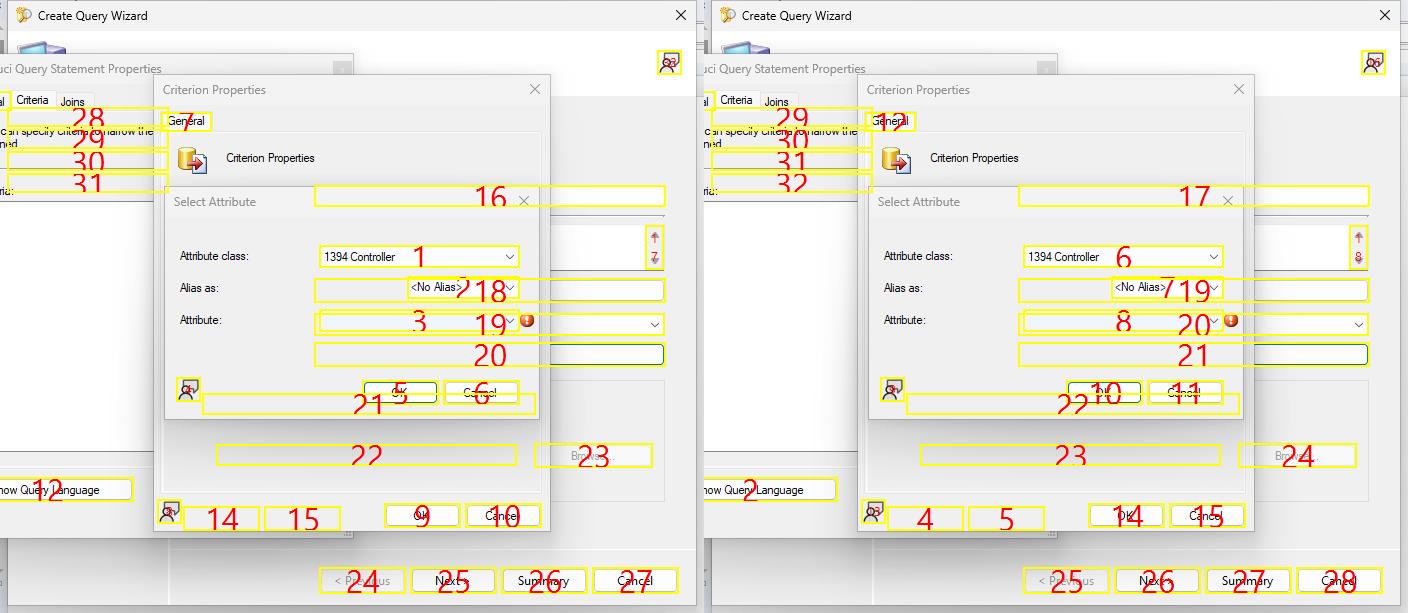 Create Query Wizard
uci Query Statement Properties
Criteria
Joins
Criterion Properties
28
7
General
can specify criteria to narrow the
29
ned
30
Criterion Properties
31
ria:
16
Select Attribute
Attribute class:
1394 Controller
1
7
Alias as:
<No Alias>
2
18
Attribute:
3
19
20
OK
5
Cancel
6
21
22
Browse...
23
how Query Language
12
14
15
OK
9
Cancel
10
< Previous
24
Next >
25
Summary
26
Cancel
27
Create Query Wizard
uci Query Statement Properties
Criteria
Joins
Criterion Properties
29
General
12
can specify criteria to narrow the
30
ned
31
Criterion Properties
32
ria:
17
Select Attribute
Attribute class:
1394 Controller
6
8
Alias as:
<No Alias>
7
19
Attribute:
8
20
21
OK
10
Cancel
11
22
23
Browse...
24
how Query Language
2
4
5
OK
14
Cancel
15
< Previous
25
Next >
26
Summary
27
Cancel
28